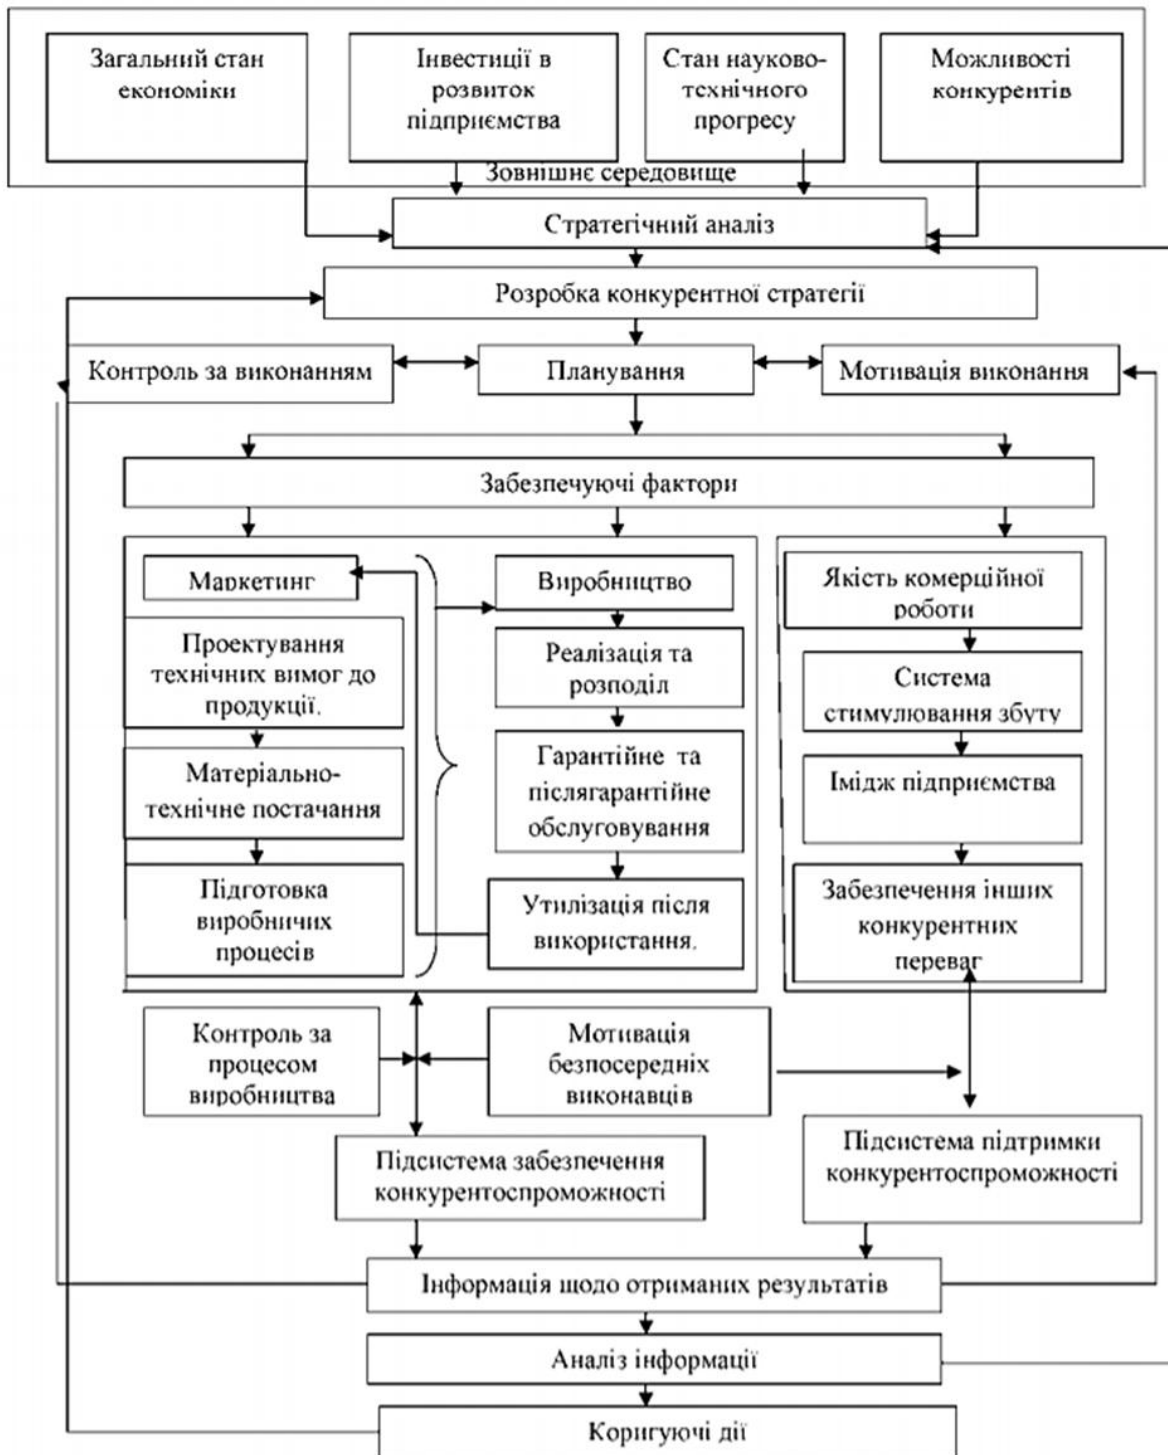 Загальний стан
економіки
Інвестиції в
розвиток
підприємства
Стан науково-
технічного
прогресу
Можливості
конкурентів
Зовнішнє середовище
Стратегічний аналіз
Розробка конкурентної стратегії
Контроль за виконанням
Планування
Мотивація виконання
Забезпечуючі фактори
Маркетинг
Проектування
технічних вимог до
продукції.
Матеріально-
технічне постачання
Підготовка
виробничих
процесів
Виробництво
Реалізація та
розподіл
Гарантійне та
післягарантійне
обслуговування
Утилізація після
використання.
Якість комерційної
роботи
Система
стимулювання збуту
Імідж підприємства
Забезпечення інших
конкурентних
переваг
Контроль за
процесом
виробництва
Мотивація
безпосередніх
виконавців
Підсистема забезпечення
конкурентоспроможності
Підсистема підтримки
конкурентоспроможності
Інформація щодо отриманих результатів
Аналіз інформації
Коригуючі дії